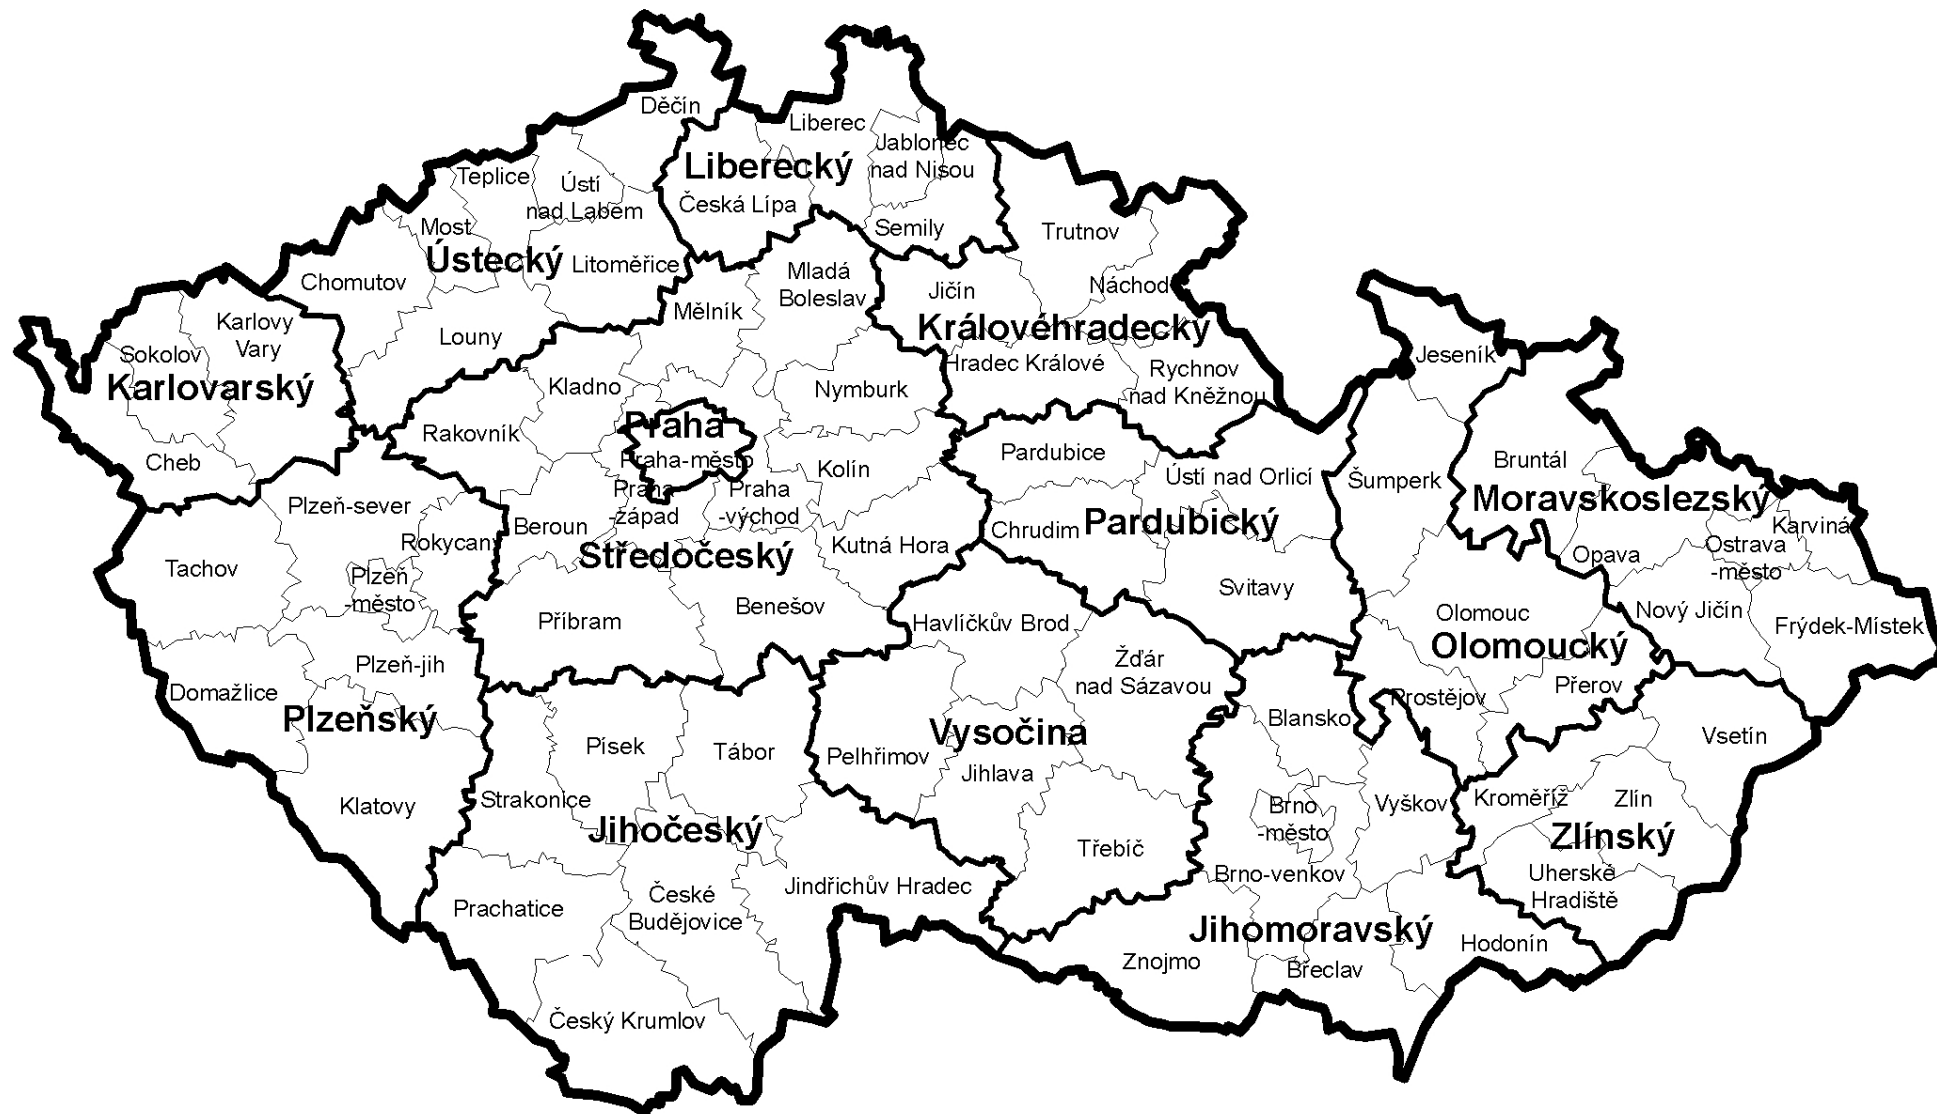 Děčín
Liberec
Jablonec
nad Nisou
Liberecký
Teplice
Ústí
nad Labem
Česká Lípa
Semily
Most
Trutnov
Ústecký
Litoměřice
Chomutov
Mladá
Boleslav
Náchod
Jičín
Mělník
Karlovy
Vary
Louny
Královéhradecký
Sokolov
Jeseník
Karlovarský
Kladno
Nymburk
Hradec Králové
Rychnov
nad Kněžnou
Praha
Rakovník
Praha-město
Cheb
Kolín
Pardubice
Ústí nad Orlicí
Šumperk
Bruntál
Plzeň-sever
Praha
-západ
Praha
-východ
Moravskoslezský
Beroun
Chrudim
Pardubický
Karviná
Rokycany
Středočeský
Kutná Hora
Opava
Ostrava
-město
Tachov
Plzeň
-město
Svitavy
Benešov
Příbram
Havlíčkův Brod
Olomouc
Nový Jičín
Frýdek-Místek
Olomoucký
Plzeň-jih
Žďár
nad Sázavou
Domažlice
Přerov
Prostějov
Plzeňský
Blansko
Vysočina
Písek
Tábor
Pelhřimov
Vsetín
Jihlava
Klatovy
Strakonice
Brno
-město
Vyškov
Kroměříž
Zlín
Jihočeský
Zlínský
Třebíč
Brno-venkov
Uherské
Hradiště
Jindřichův Hradec
České
Budějovice
Prachatice
Jihomoravský
Hodonín
Znojmo
Břeclav
Český Krumlov